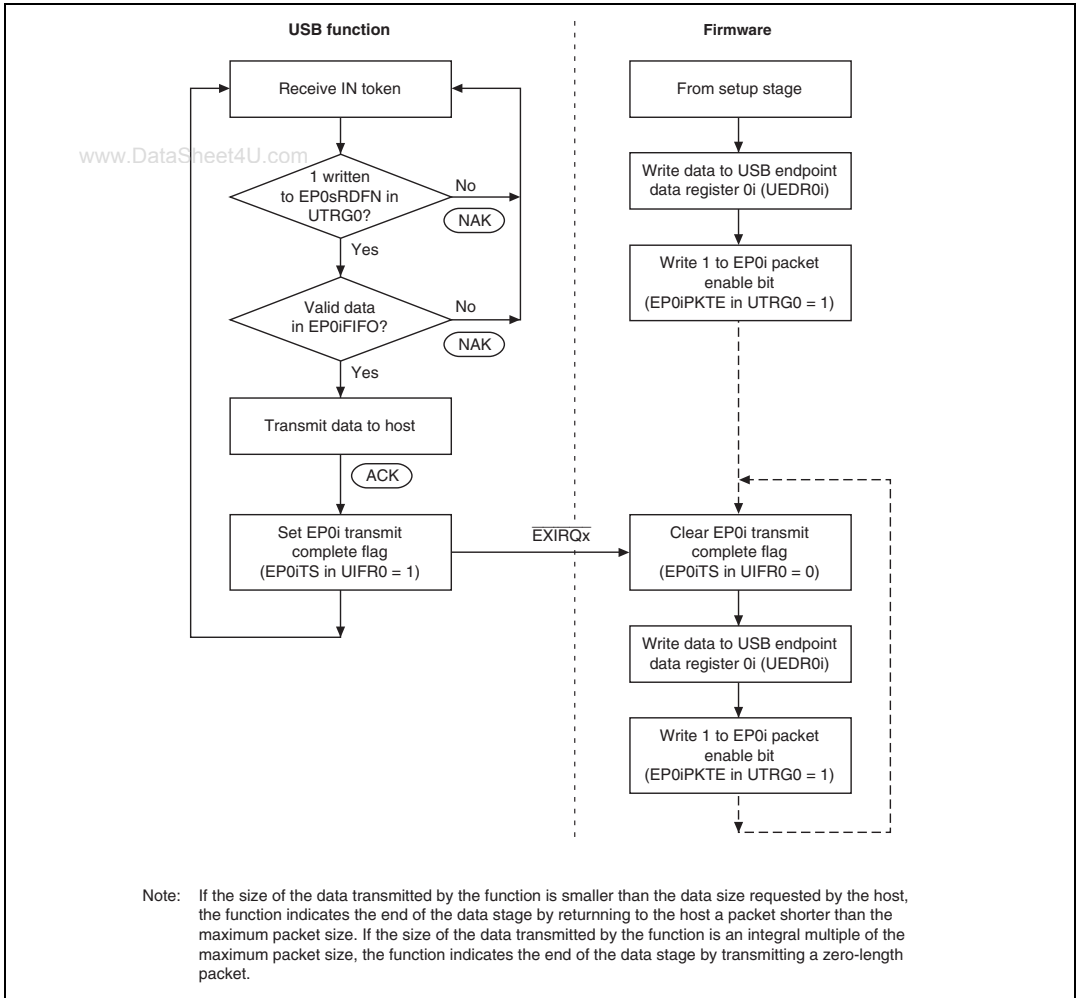 USB function
Firmware
Receive IN token
From setup stage
www.DataSheet4U.com
1 written
to EP0sRDFN in
UTRG0?
No
NAK
Yes
Write data to USB endpoint
data register 0i (UEDR0i)
Write 1 to EP0i packet
enable bit
(EP0iPKTE in UTRG0 = 1)
Valid data
in EP0iFIFO?
No
NAK
Yes
Transmit data to host
ACK
Set EP0i transmit
complete flag
(EP0iTS in UIFR0 = 1)
EXIRQx
Clear EP0i transmit
complete flag
(EP0iTS in UIFR0 = 0)
Write data to USB endpoint
data register 0i (UEDR0i)
Write 1 to EP0i packet
enable bit
(EP0iPKTE in UTRG0 = 1)
Note: If the size of the data transmitted by the function is smaller than the data size requested by the host,
the function indicates the end of the data stage by returnning to the host a packet shorter than the
maximum packet size. If the size of the data transmitted by the function is an integral multiple of the
maximum packet size, the function indicates the end of the data stage by transmitting a zero-length
packet.